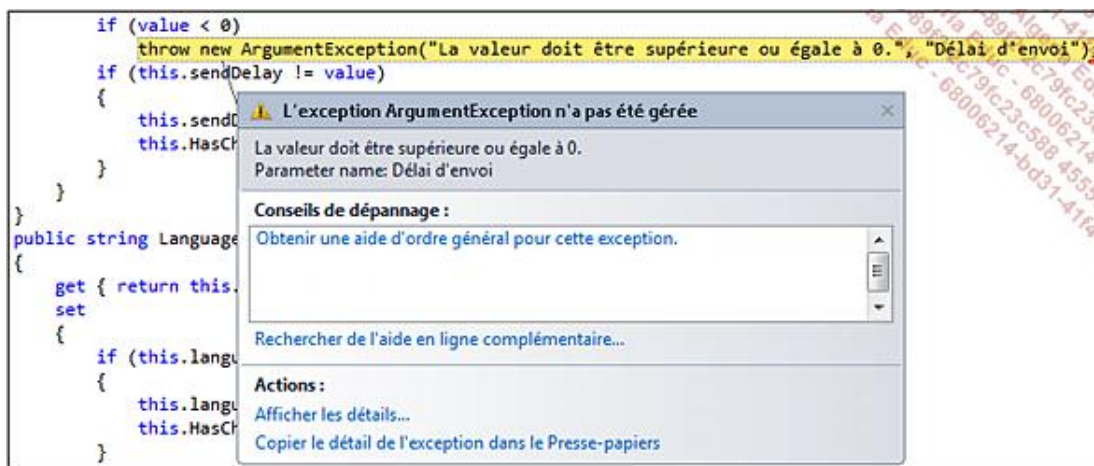 if (value < 0)
throw new ArgumentException("La valeur doit être supérieure ou égale à 0.", "Délai d'envoi");
if (this.sendDelay != value)
{
this.sendD
this.HasCh
}
}
}
public string Language
{
get { return this.
set
{
if (this.langu
{
this.langu
this.HasCh
}
L'exception ArgumentException n'a pas été gérée
La valeur doit être supérieure ou égale à 0.
Parameter name: Délai d'envoi
Conseils de dépannage :
Obtenir une aide d'ordre général pour cette exception.
Rechercher de l'aide en ligne complémentaire...
Actions :
Afficher les détails...
Copier le détail de l'exception dans le Presse-papiers